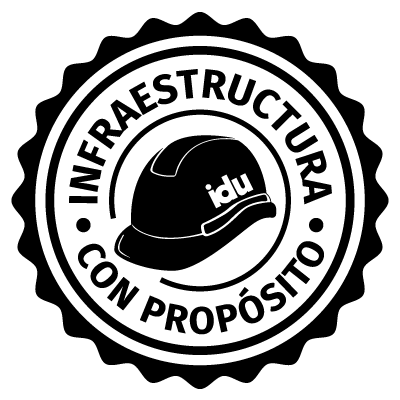 INFRAESTRUCTURA
idu
CON PROPÓSITO